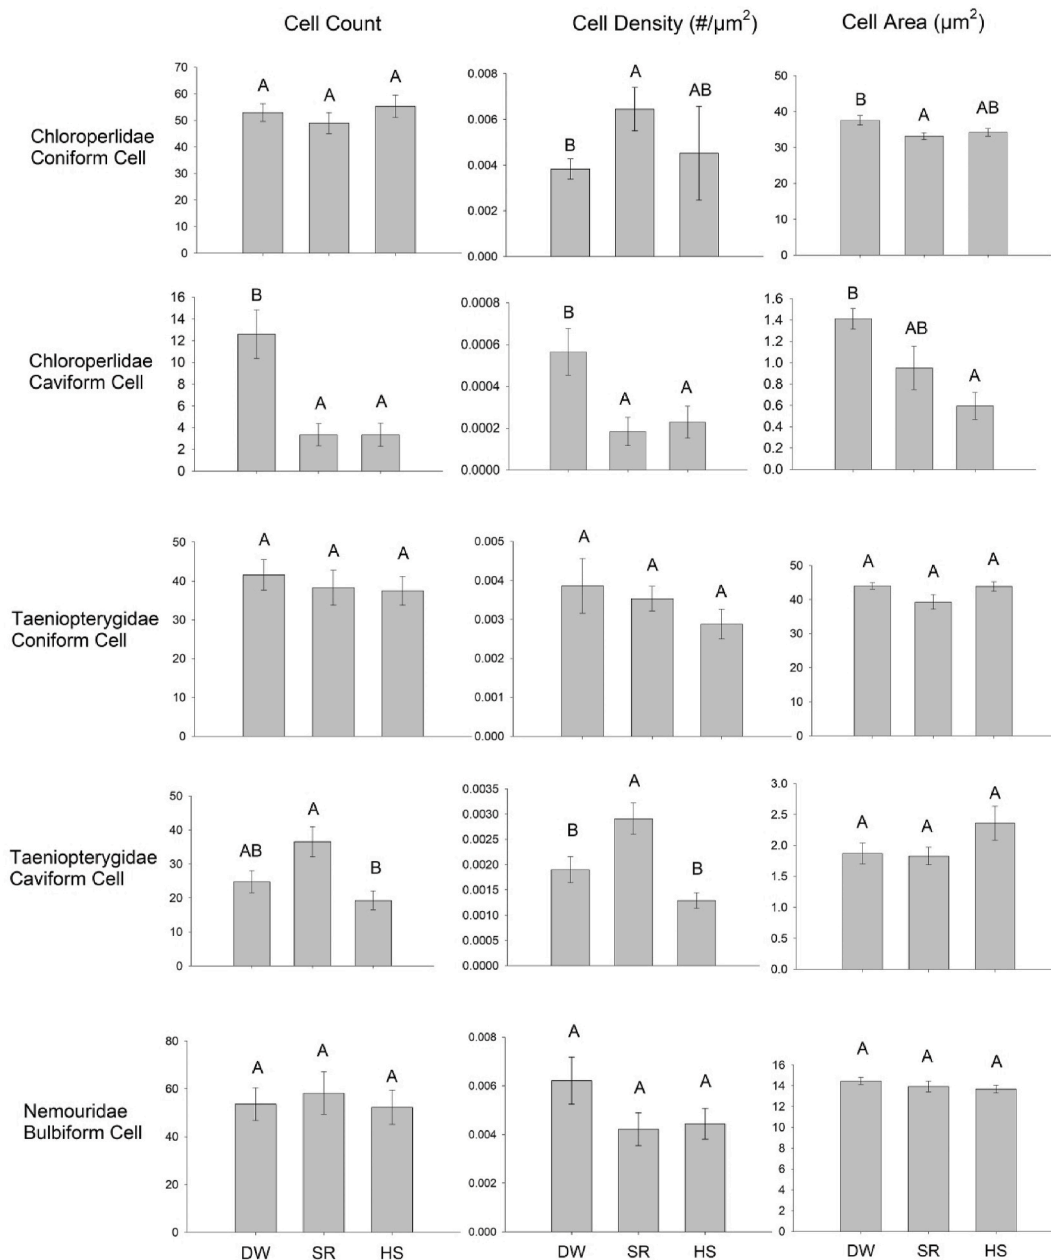 Cell Count
Cell Density (#/µm²)
Cell Area (µm²)
Chloroperlidae
Coniform Cell
70
60
50
40
30
20
10
0
A
A
A
0.008
0.006
0.004
0.002
0.000
B
A
AB
50
40
30
20
10
0
B
A
AB
Chloroperlidae
Caviform Cell
16
14
12
10
8
6
4
2
0
B
A
A
0.0008
0.0006
0.0004
0.0002
0.0000
B
A
A
1.6
1.4
1.2
1.0
0.8
0.6
0.4
0.2
0.0
B
AB
A
Taeniopterygidae
Coniform Cell
50
40
30
20
10
0
A
A
A
0.005
0.004
0.003
0.002
0.001
0.000
A
A
A
50
40
30
20
10
0
A
A
A
Taeniopterygidae
Caviform Cell
50
40
30
20
10
0
AB
A
B
0.0035
0.0030
0.0025
0.0020
0.0015
0.0010
0.0005
0.0000
B
A
B
3.0
2.5
2.0
1.5
1.0
0.5
0.0
A
A
A
Nemouridae
Bulbiform Cell
80
60
40
20
0
A
A
A
0.008
0.006
0.004
0.002
0.000
A
A
A
16
14
12
10
8
6
4
2
0
A
A
A
DW SR HS
DW SR HS
DW SR HS